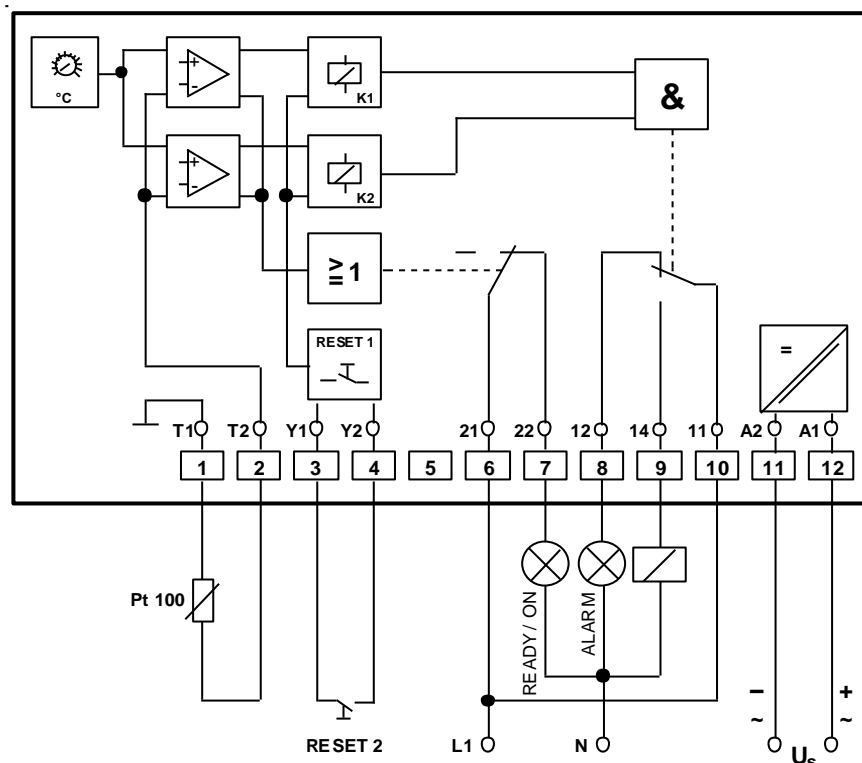 °C
+
-
K1
&
+
-
K2
≥1
RESET 1
=
T1 T2 Y1 Y2 21 22 12 14 11 A2 A1
1 2 3 4 5 6 7 8 9 10 11 12
Pt 100
READY / ON
ALARM
− +
~ ~
RESET 2 L1 N Us